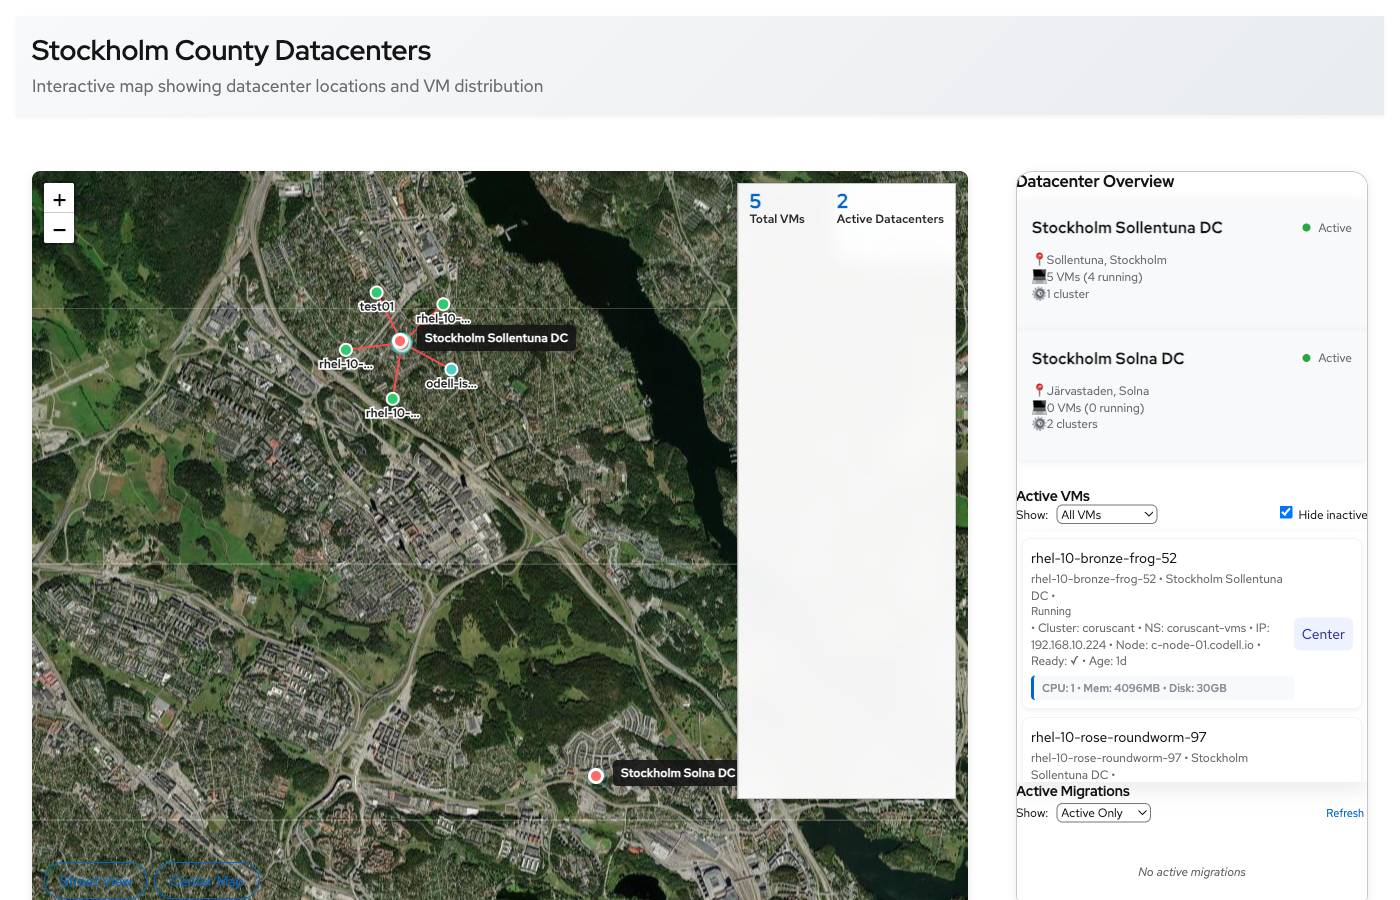 Stockholm County Datacenters
Interactive map showing datacenter locations and VM distribution
+
−
5
Total VMs
2
Active Datacenters
test01
rhel-10-...
Stockholm Sollentuna DC
rhel-10-...
odell-is...
rhel-10-...
Stockholm Solna DC
Street View
Center Map
Datacenter Overview
Stockholm Sollentuna DC
Active
Sollentuna, Stockholm
5 VMs (4 running)
1 cluster
Stockholm Solna DC
Active
Järvastaden, Solna
0 VMs (0 running)
2 clusters
Active VMs
Show: All VMs
Hide inactive
rhel-10-bronze-frog-52
rhel-10-bronze-frog-52 • Stockholm Sollentuna
DC •
Running
• Cluster: coruscant • NS: coruscant-vms • IP:
192.168.10.224 • Node: c-node-01.codell.io •
Ready: ✓ • Age: 1d
Center
CPU: 1 • Mem: 4096MB • Disk: 30GB
rhel-10-rose-roundworm-97
rhel-10-rose-roundworm-97 • Stockholm
Sollentuna DC •
Active Migrations
Show: Active Only
Refresh
No active migrations